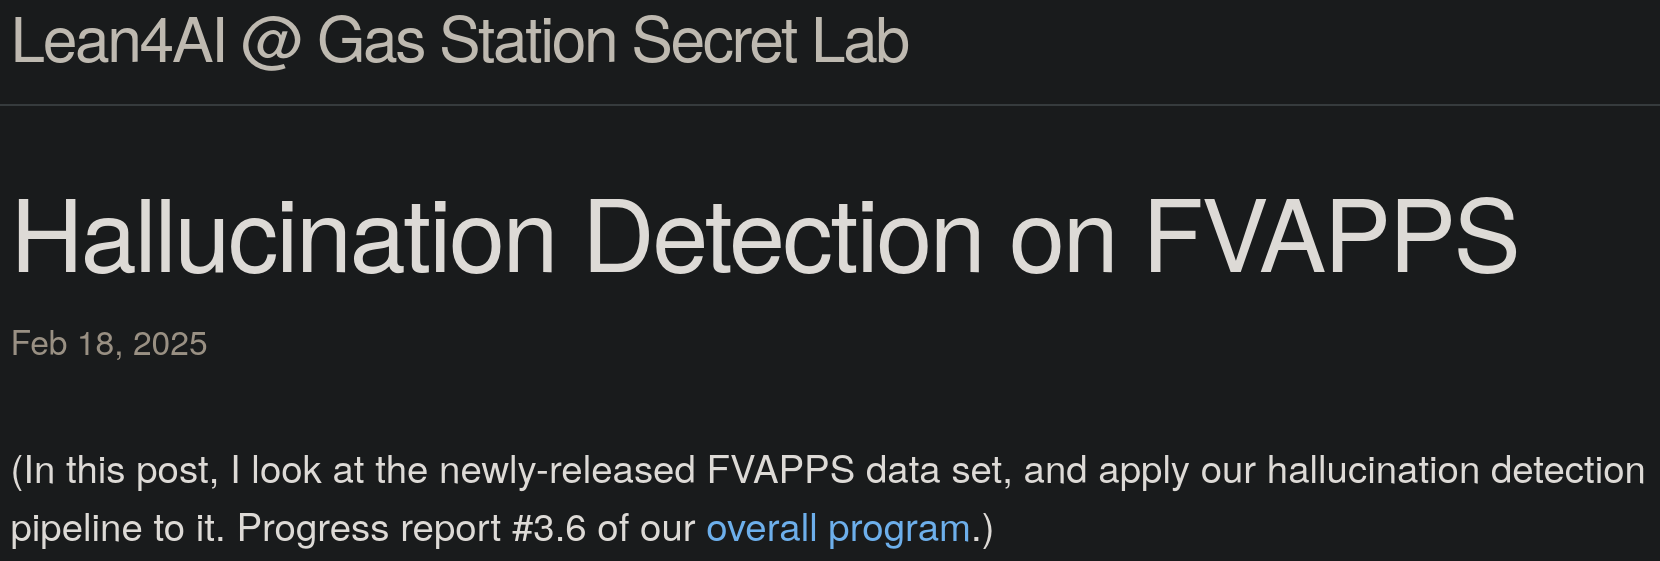 Lean4AI @ Gas Station Secret Lab
Hallucination Detection on FVAPPS
Feb 18, 2025
(In this post, I look at the newly-released FVAPPS data set, and apply our hallucination detection
pipeline to it. Progress report #3.6 of our overall program.)